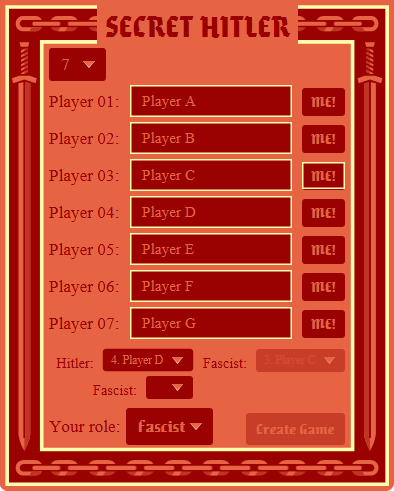 SECRET HITLER
7
Player 01: Player A ME!
Player 02: Player B ME!
Player 03: Player C ME!
Player 04: Player D ME!
Player 05: Player E ME!
Player 06: Player F ME!
Player 07: Player G ME!
Hitler: 4. Player D Fascist: 3. Player C
Fascist:
Your role: fascist Create Game